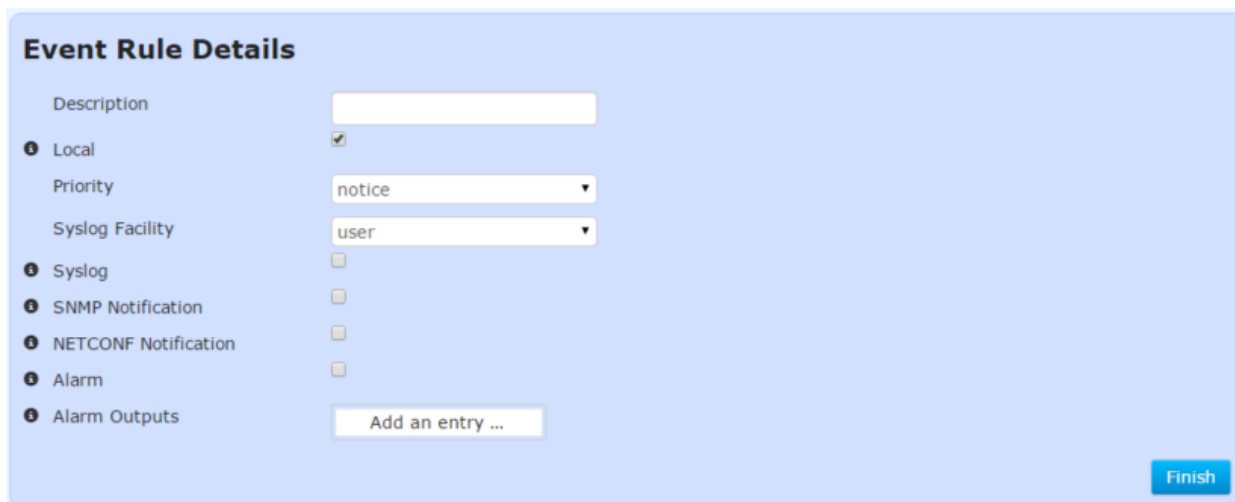 Event Rule Details
Description
Local
Priority notice
Syslog Facility user
Syslog
SNMP Notification
NETCONF Notification
Alarm
Alarm Outputs Add an entry ...
Finish